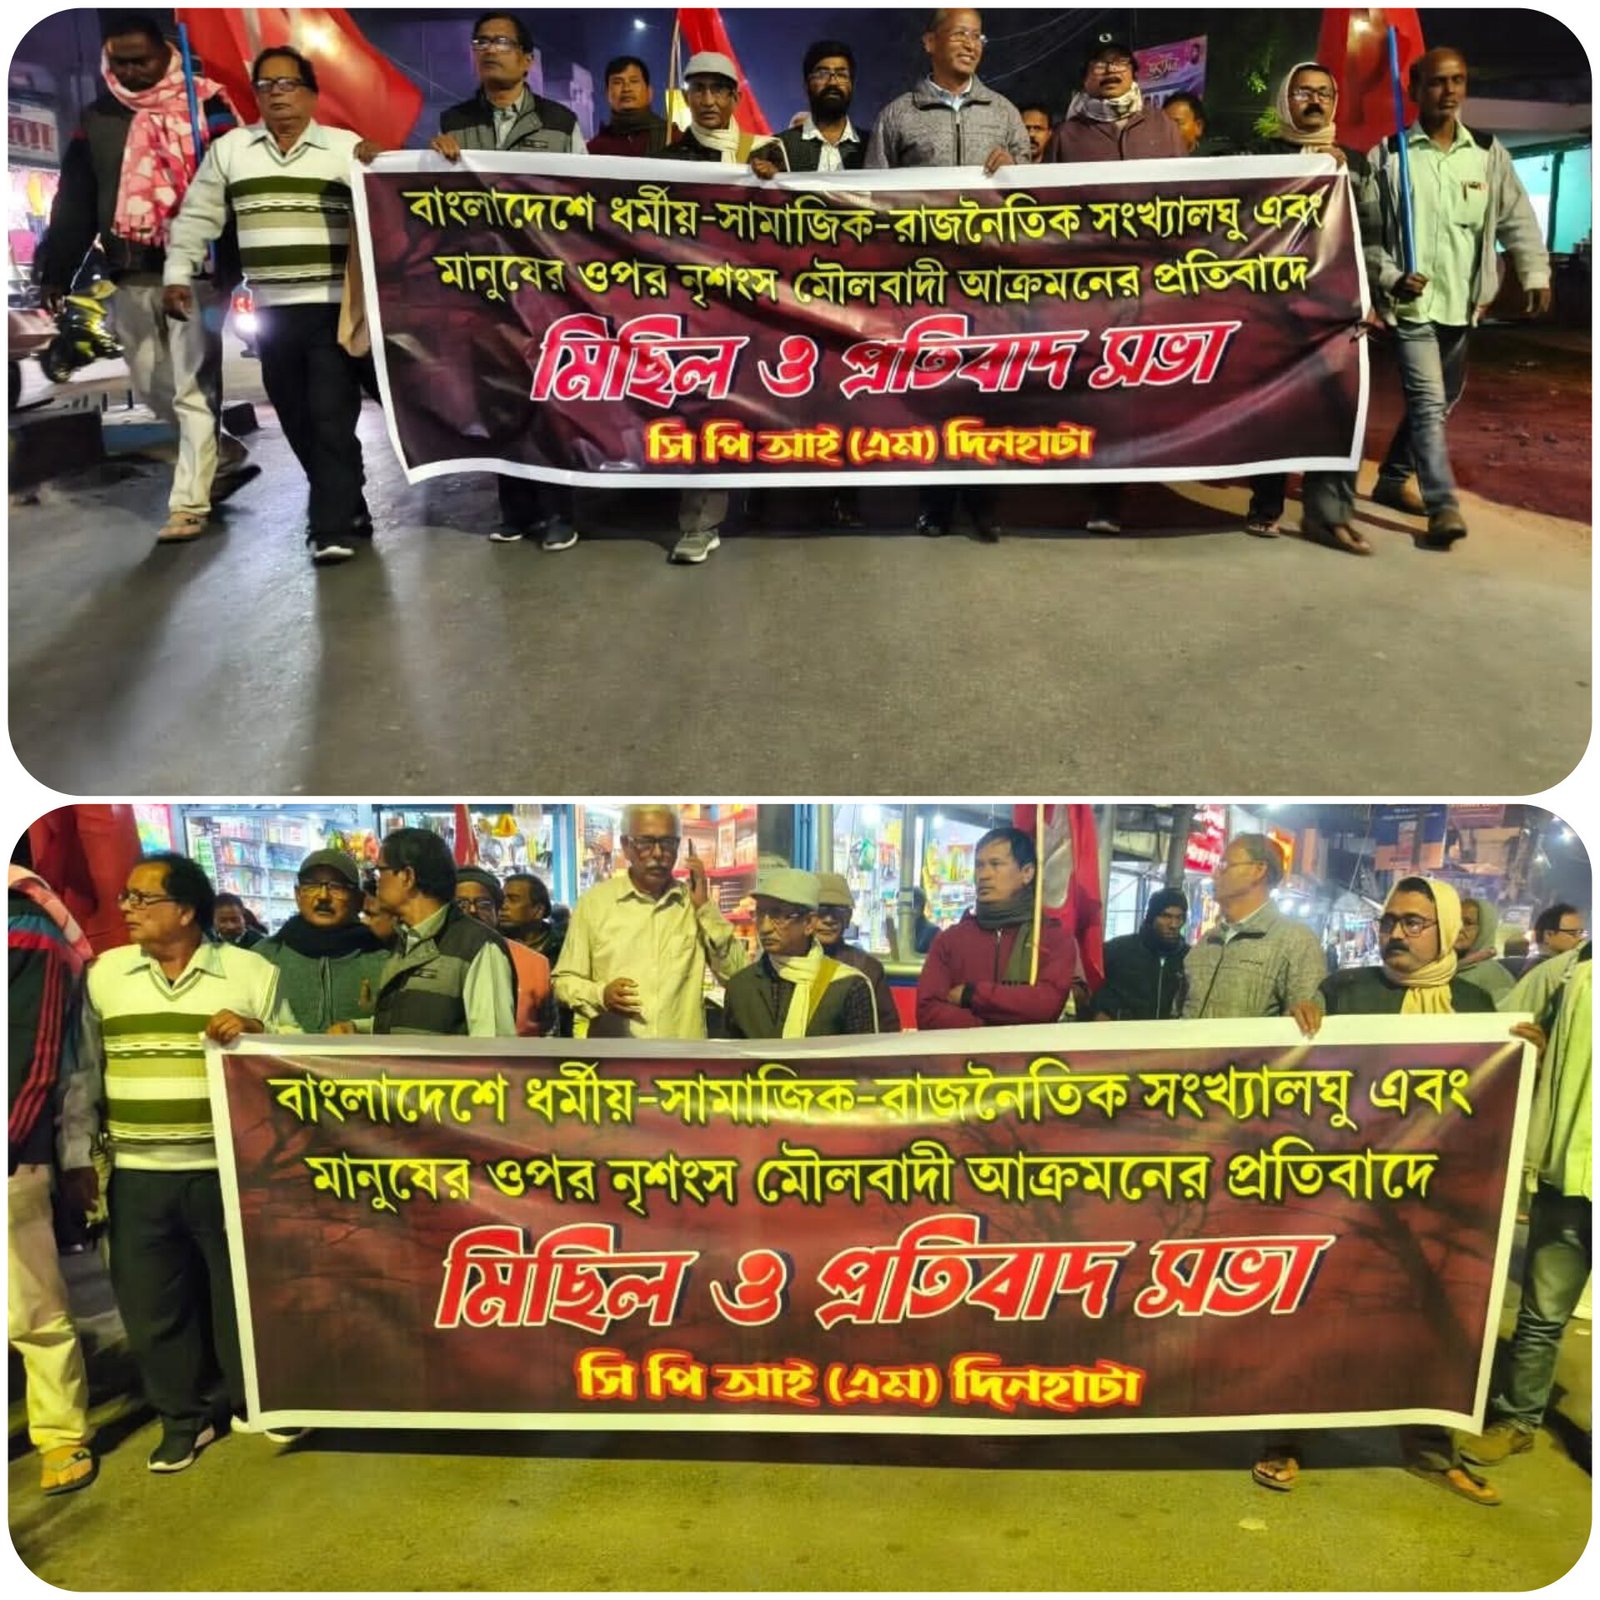 বাংলাদেশে ধর্মীয়-সামাজিক-রাজনৈতিক সংখ্যালঘু এবং
মানুষের ওপর নৃশংস মৌলবাদী আক্রমনের প্রতিবাদে
মিছিল ও প্রতিবাদ সভা
সি পি আই (এম) দিনহাটা
বাংলাদেশে ধর্মীয়-সামাজিক-রাজনৈতিক সংখ্যালঘু এবং
মানুষের ওপর নৃশংস মৌলবাদী আক্রমনের প্রতিবাদে
মিছিল ও প্রতিবাদ সভা
সি পি আই (এম) দিনহাটা